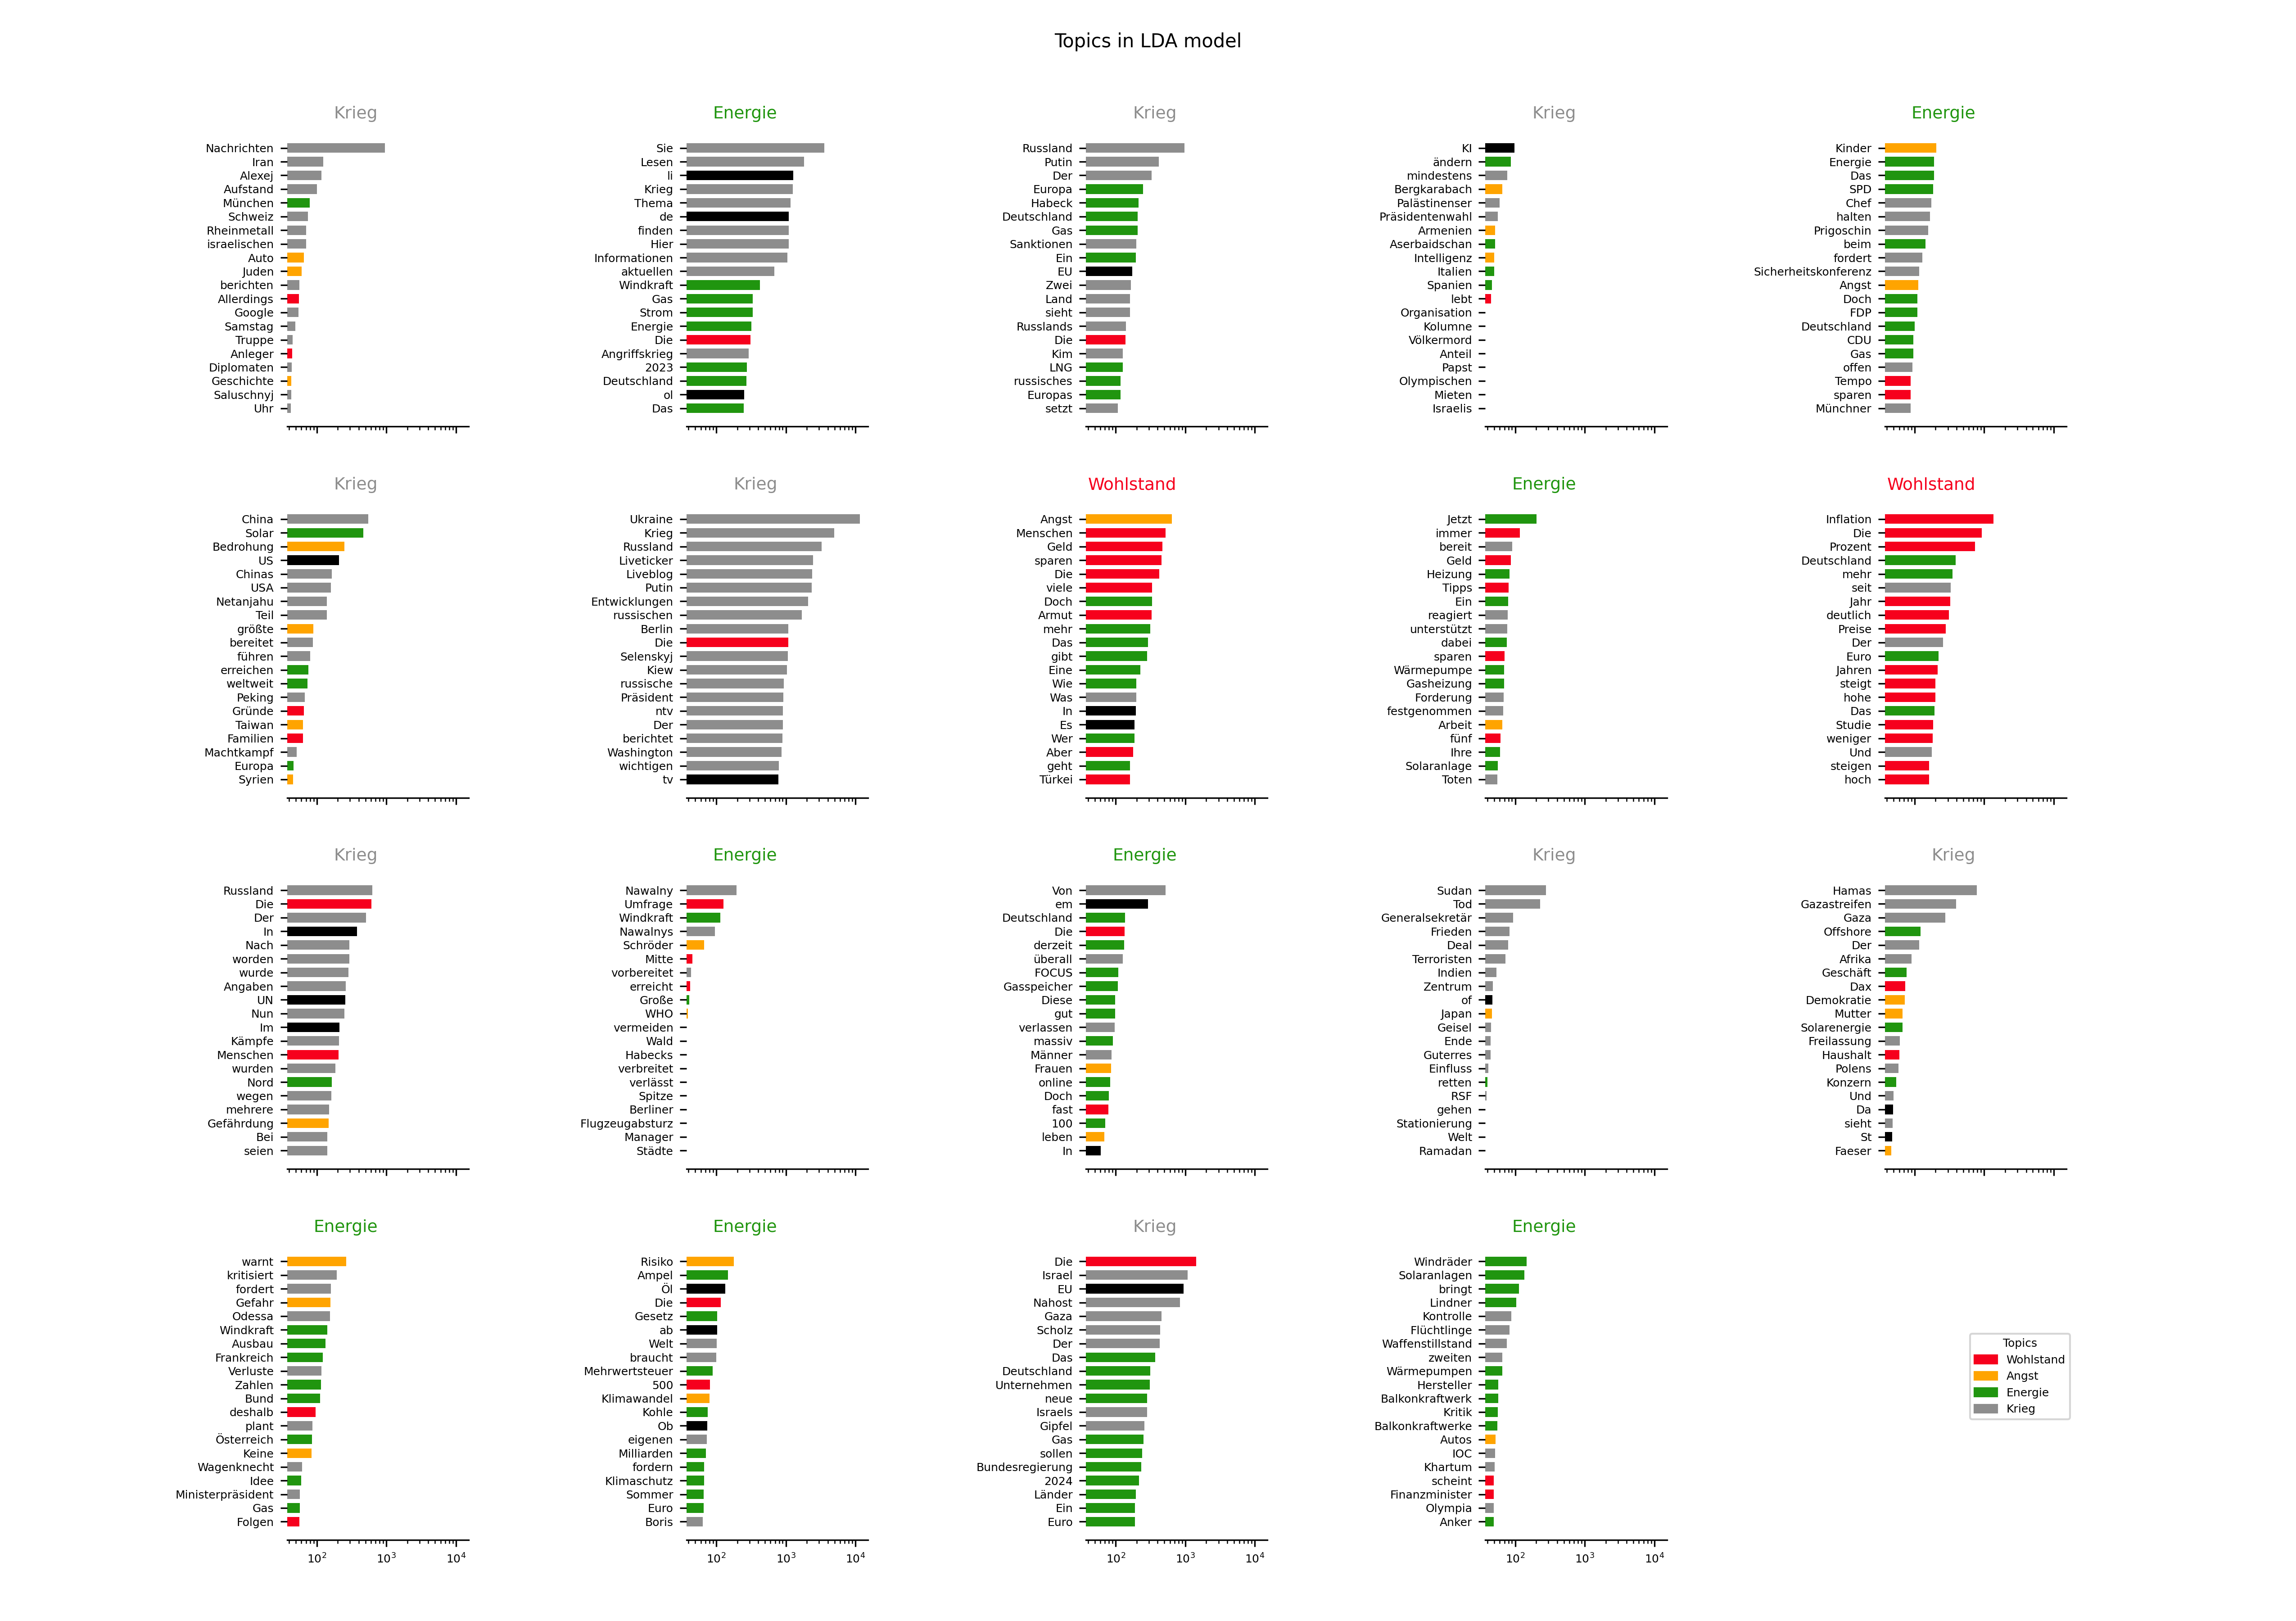 Topics in LDA model
Krieg
Nachrichten
Iran
Alexej
Aufstand
München
Schweiz
Rheinmetall
israelischen
Auto
Juden
berichten
Allerdings
Google
Samstag
Truppe
Anleger
Diplomaten
Geschichte
Saluschnyj
Uhr
Energie
Sie
Lesen
li
Krieg
Thema
de
finden
Hier
Informationen
aktuellen
Windkraft
Gas
Strom
Energie
Die
Angriffskrieg
2023
Deutschland
ol
Das
Krieg
Russland
Putin
Der
Europa
Habeck
Deutschland
Gas
Sanktionen
Ein
EU
Zwei
Land
sieht
Russlands
Die
Kim
LNG
russisches
Europas
setzt
Krieg
KI
ändern
mindestens
Bergkarabach
Palästinenser
Präsidentenwahl
Armenien
Aserbaidschan
Intelligenz
Italien
Spanien
lebt
Organisation
Kolumne
Völkermord
Anteil
Papst
Olympischen
Mieten
Israelis
Energie
Kinder
Energie
Das
SPD
Chef
halten
Prigoschin
beim
fordert
Sicherheitskonferenz
Angst
Doch
FDP
Deutschland
CDU
Gas
offen
Tempo
sparen
Münchner
Krieg
China
Solar
Bedrohung
US
Chinas
USA
Netanjahu
Teil
größte
bereitet
führen
erreichen
weltweit
Peking
Gründe
Taiwan
Familien
Machtkampf
Europa
Syrien
Krieg
Ukraine
Krieg
Russland
Liveticker
Liveblog
Putin
Entwicklungen
russischen
Berlin
Die
Selenskyj
Kiew
russische
Präsident
ntv
Der
berichtet
Washington
wichtigen
tv
Wohlstand
Angst
Menschen
Geld
sparen
Die
viele
Doch
Armut
mehr
Das
gibt
Eine
Wie
Was
In
Es
Wer
Aber
geht
Türkei
Energie
Jetzt
immer
bereit
Geld
Heizung
Tipps
Ein
reagiert
unterstützt
dabei
sparen
Wärmepumpe
Gasheizung
Forderung
festgenommen
Arbeit
fünf
Ihre
Solaranlage
Toten
Wohlstand
Inflation
Die
Prozent
Deutschland
mehr
seit
Jahr
deutlich
Preise
Der
Euro
Jahren
steigt
hohe
Das
Studie
weniger
Und
steigen
hoch
Krieg
Russland
Die
Der
In
Nach
worden
wurde
Angaben
UN
Nun
Im
Kämpfe
Menschen
wurden
Nord
wegen
mehrere
Gefährdung
Bei
seien
Energie
Nawalny
Umfrage
Windkraft
Nawalnys
Schröder
Mitte
vorbereitet
erreicht
Große
WHO
vermeiden
Wald
Habecks
verbreitet
verlässt
Spitze
Berliner
Flugzeugabsturz
Manager
Städte
Energie
Von
em
Deutschland
Die
derzeit
überall
FOCUS
Gasspeicher
Diese
gut
verlassen
massiv
Männer
Frauen
online
Doch
fast
100
leben
In
Krieg
Sudan
Tod
Generalsekretär
Frieden
Deal
Terroristen
Indien
Zentrum
of
Japan
Geisel
Ende
Guterres
Einfluss
retten
RSF
gehen
Stationierung
Welt
Ramadan
Krieg
Hamas
Gazastreifen
Gaza
Offshore
Der
Afrika
Geschäft
Dax
Demokratie
Mutter
Solarenergie
Freilassung
Haushalt
Polens
Konzern
Und
Da
sieht
St
Faeser
Energie
warnt
kritisiert
fordert
Gefahr
Odessa
Windkraft
Ausbau
Frankreich
Verluste
Zahlen
Bund
deshalb
plant
Österreich
Keine
Wagenknecht
Idee
Ministerpräsident
Gas
Folgen
10² 10³ 10⁴
Energie
Risiko
Ampel
Öl
Die
Gesetz
ab
Welt
braucht
Mehrwertsteuer
500
Klimawandel
Kohle
Ob
eigenen
Milliarden
fordern
Klimaschutz
Sommer
Euro
Boris
10² 10³ 10⁴
Krieg
Die
Israel
EU
Nahost
Gaza
Scholz
Der
Das
Deutschland
Unternehmen
neue
Israels
Gipfel
Gas
sollen
Bundesregierung
2024
Länder
Ein
Euro
10² 10³ 10⁴
Energie
Windräder
Solaranlagen
bringt
Lindner
Kontrolle
Flüchtlinge
Waffenstillstand
zweiten
Wärmepumpen
Hersteller
Balkonkraftwerk
Kritik
Balkonkraftwerke
Autos
IOC
Khartum
scheint
Finanzminister
Olympia
Anker
10² 10³ 10⁴
Topics
Wohlstand
Angst
Energie
Krieg